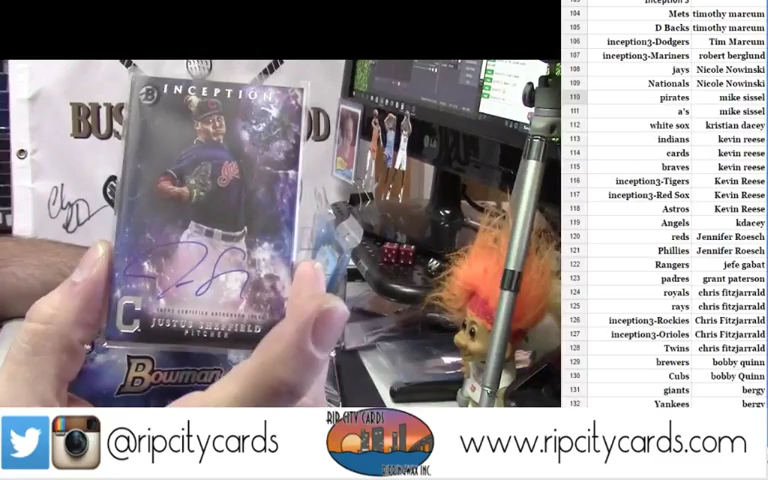 INCEPTION
TOPPS CERTIFIED AUTOGRAPH ISSUE
JUSTUS SHEFFIELD
PITCHER
Bowman
104 Mets timothy marcum
105 D Backs timothy marcum
106 inception3-Dodgers Tim Marcum
107 inception3-Mariners robert berglund
108 jays Nicole Nowinski
109 Nationals Nicole Nowinski
110 pirates mike sissel
111 a's mike sissel
112 white sox kristian dacey
113 indians kevin reese
114 cards kevin reese
115 braves kevin reese
116 inception3-Tigers Kevin Reese
117 inception3-Red Sox Kevin Reese
118 Astros Kevin Reese
119 Angels kdacey
120 reds Jennifer Roesch
121 Phillies Jennifer Roesch
122 Rangers jefe gabat
123 padres grant paterson
124 royals chris fitzjarrald
125 rays chris fitzjarrald
126 inception3-Rockies Chris Fitzjarrald
127 inception3-Orioles Chris Fitzjarrald
128 Twins chris fitzjarrald
129 brewers bobby quinn
130 Cubs bobby Quinn
131 giants bergy
132 Yankees bergy
@ripcitycards
RIP CITY CARDS
RIPPINGWAX INC.
www.ripcitycards.com